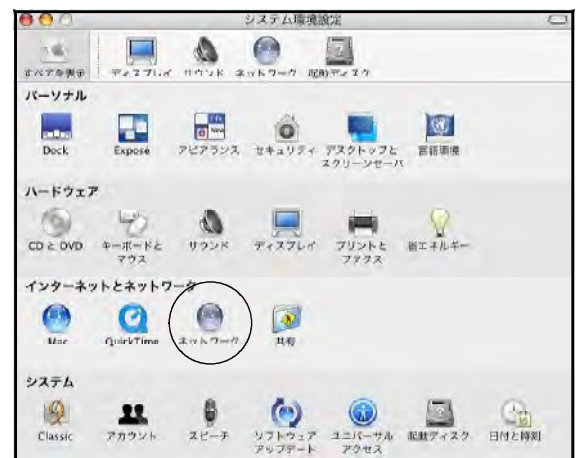 システム環境設定
すべてを表示 ディスプレイ サウンド ネットワーク 起動ディスク
パーソナル
Dock Exposé アピアランス セキュリティ デスクトップと 言語環境
スクリーンセーバ
ハードウェア
CD と DVD キーボードと サウンド ディスプレイ プリントと 省エネルギー
マウス ファクス
インターネットとネットワーク
.Mac QuickTime ネットワーク 共有
システム
Classic アカウント スピーチ ソフトウェア ユニバーサル 起動ディスク 日付と時刻
アップデート アクセス